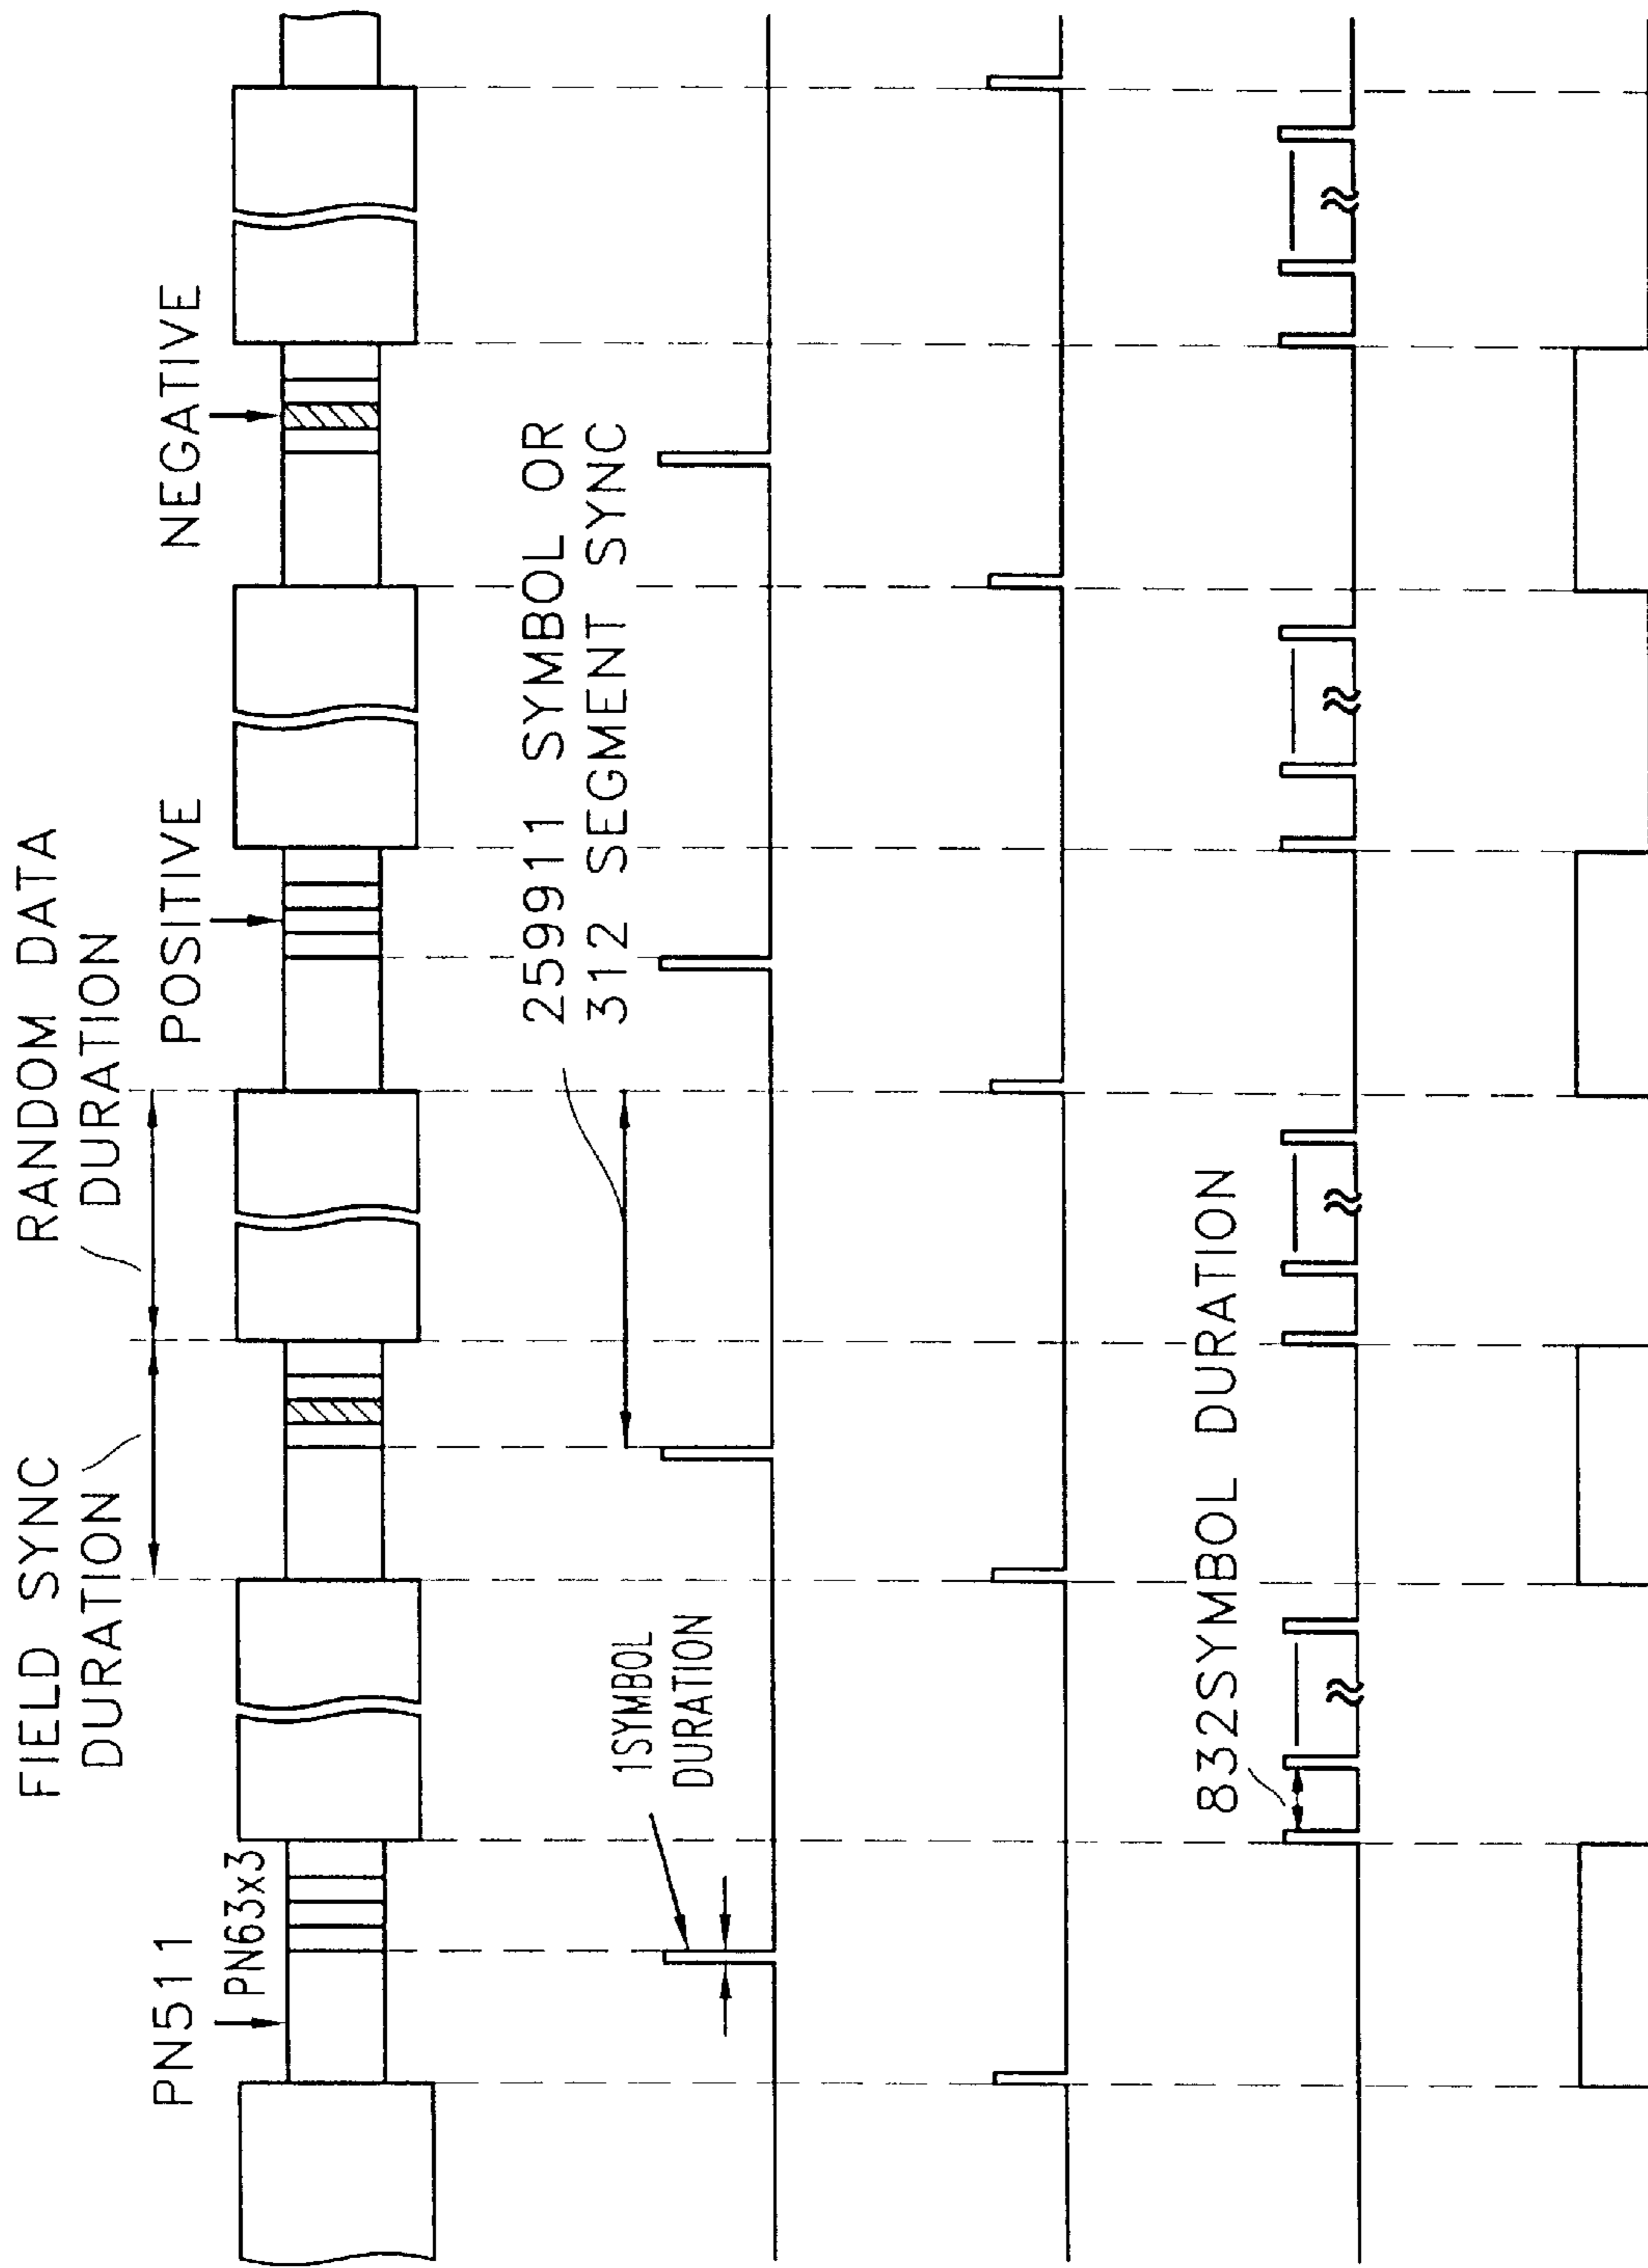 FIELD SYNC
DURATION
RANDOM DATA
DURATION
PN511
PN63x3
POSITIVE
NEGATIVE
1SYMBOL
DURATION
259911 SYMBOL OR
312 SEGMENT SYNC
832SYMBOL DURATION